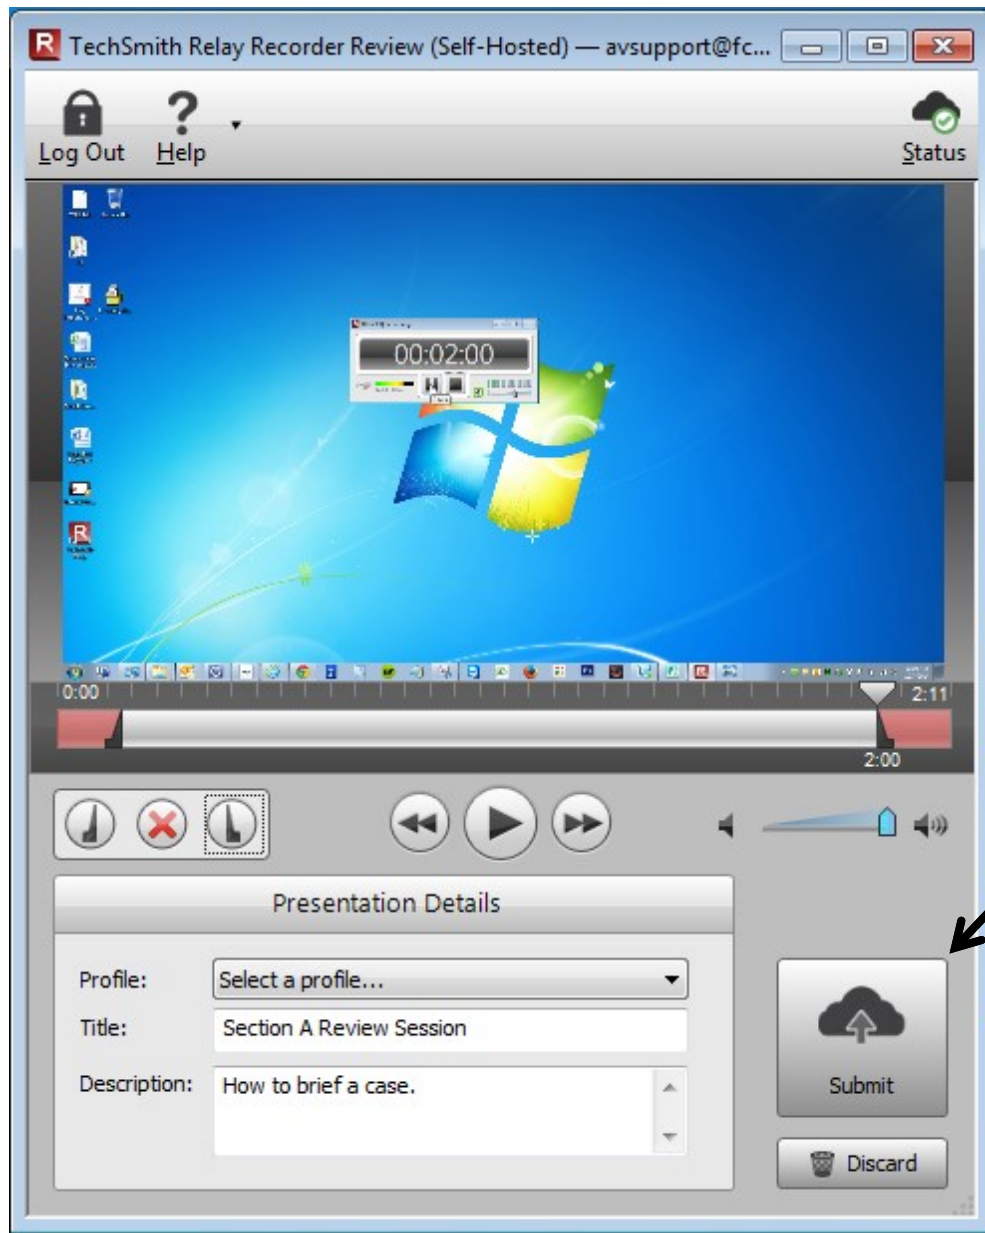 R TechSmith Relay Recorder Review (Self-Hosted) — avsupport@fc...
Log Out Help Status
00:02:00
0:00 2:11
2:00
Presentation Details
Profile: Select a profile...
Title: Section A Review Session
Description: How to brief a case.
Submit
Discard